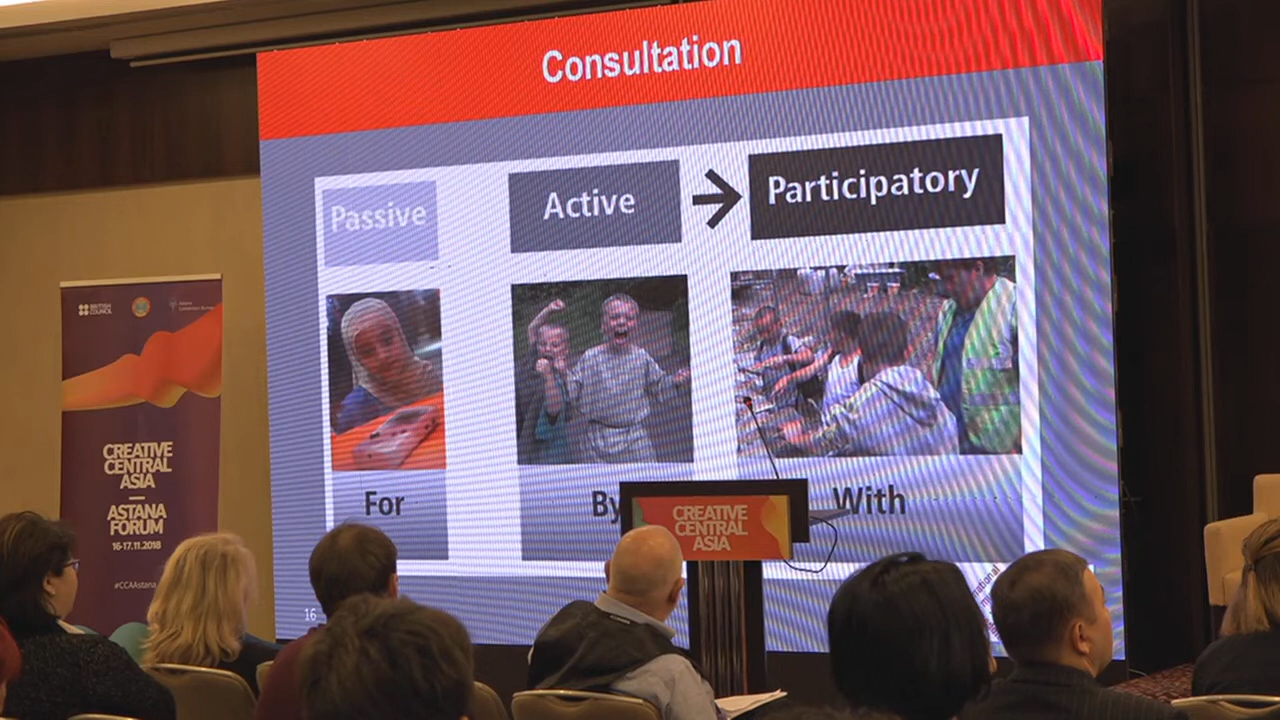 Consultation
Passive
Active
Participatory
For
By
With
16
BRITISH
COUNCIL
CREATIVE
CENTRAL
ASIA
ASTANA
FORUM
16-17.11.2018
#CCAAstana
CREATIVE
CENTRAL
ASIA